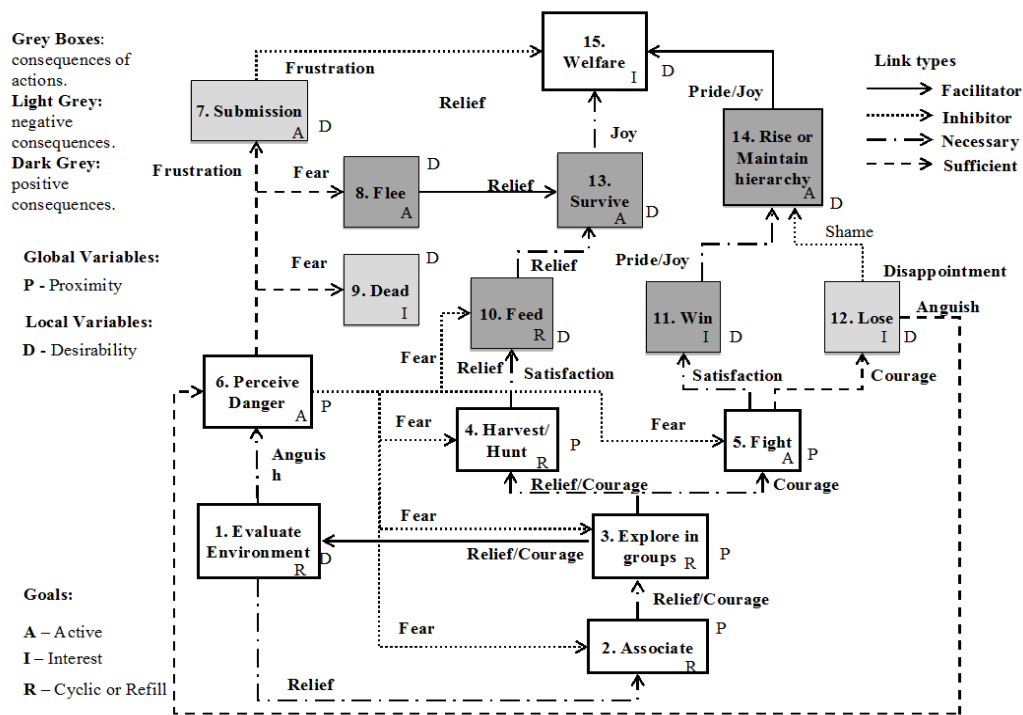 Grey Boxes:
consequences of
actions.
Light Grey:
negative
consequences.
Dark Grey:
positive
consequences.
Global Variables:
P - Proximity
Local Variables:
D - Desirability
Goals:
A – Active
I – Interest
R – Cyclic or Refill
Link types
Facilitator
Inhibitor
Necessary
Sufficient
15.
Welfare
I
D
Frustration
Relief
Pride/Joy
7. Submission
A
D
Joy
14. Rise or
Maintain
hierarchy
A
D
Frustration
Fear
8. Flee
A
D
Relief
13.
Survive
A
D
Shame
Fear
9. Dead
I
D
Relief
Pride/Joy
Disappointment
10. Feed
R
D
11. Win
I
D
12. Lose
I
D
Anguish
Fear
Relief
Satisfaction
Satisfaction
Courage
6. Perceive
Danger
A
P
Fear
4. Harvest/
Hunt
R
P
Fear
5. Fight
A
P
Anguis
h
Relief/Courage
Courage
1. Evaluate
Environment
R
D
Fear
Relief/Courage
3. Explore in
groups
R
P
Relief/Courage
Fear
2. Associate
R
P
Relief